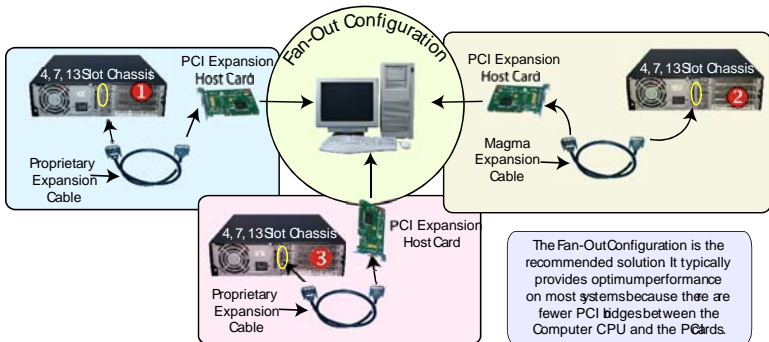 Fan-Out Configuration
4, 7, 13 Slot Chassis
1
PCI Expansion
Host Card
Proprietary
Expansion
Cable
PCI Expansion
Host Card
4, 7, 13 Slot Chassis
2
Magma
Expansion
Cable
4, 7, 13 Slot Chassis
3
PCI Expansion
Host Card
Proprietary
Expansion
Cable
The Fan-Out Configuration is the
recommended solution. It typically
provides optimum performance
on most systems because there are
fewer PCI bridges between the
Computer CPU and the PCI cards.